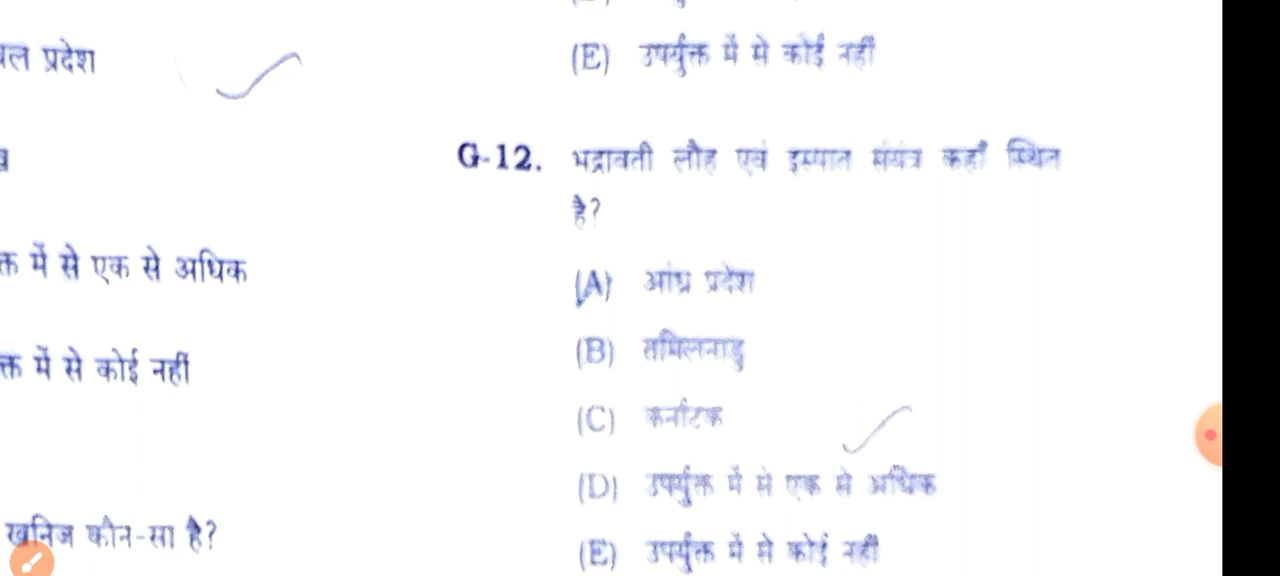 ल प्रदेश
(E) उपर्युक्त में से कोई नहीं
G-12. भद्रावती लौह एवं इस्पात संयंत्र कहाँ स्थित
है?
क्त में से एक से अधिक
(A) आंध्र प्रदेश
(B) तमिलनाडु
क्त में से कोई नहीं
(C) कर्नाटक
(D) उपर्युक्त में से एक से अधिक
खनिज कौन-सा है?
(E) उपर्युक्त में से कोई नहीं